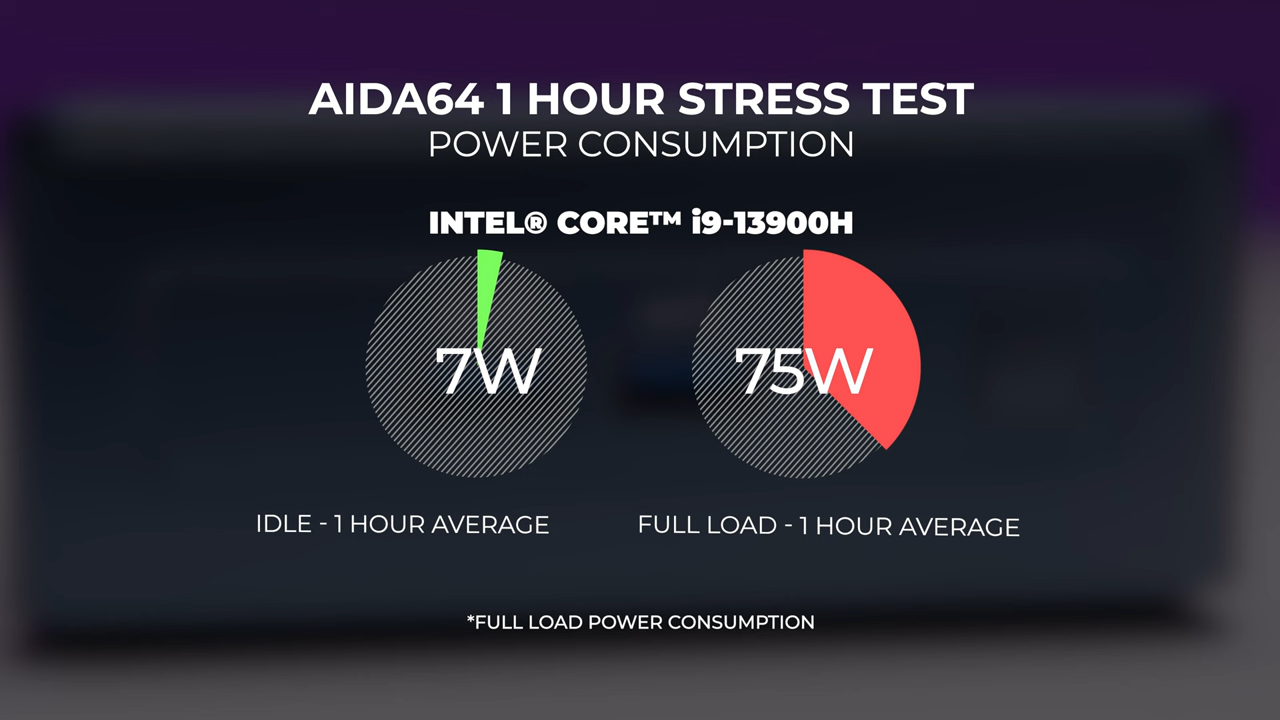 AIDA64 1 HOUR STRESS TEST
POWER CONSUMPTION
INTEL® CORE™ i9-13900H
7W
75W
IDLE - 1 HOUR AVERAGE
FULL LOAD - 1 HOUR AVERAGE
*FULL LOAD POWER CONSUMPTION